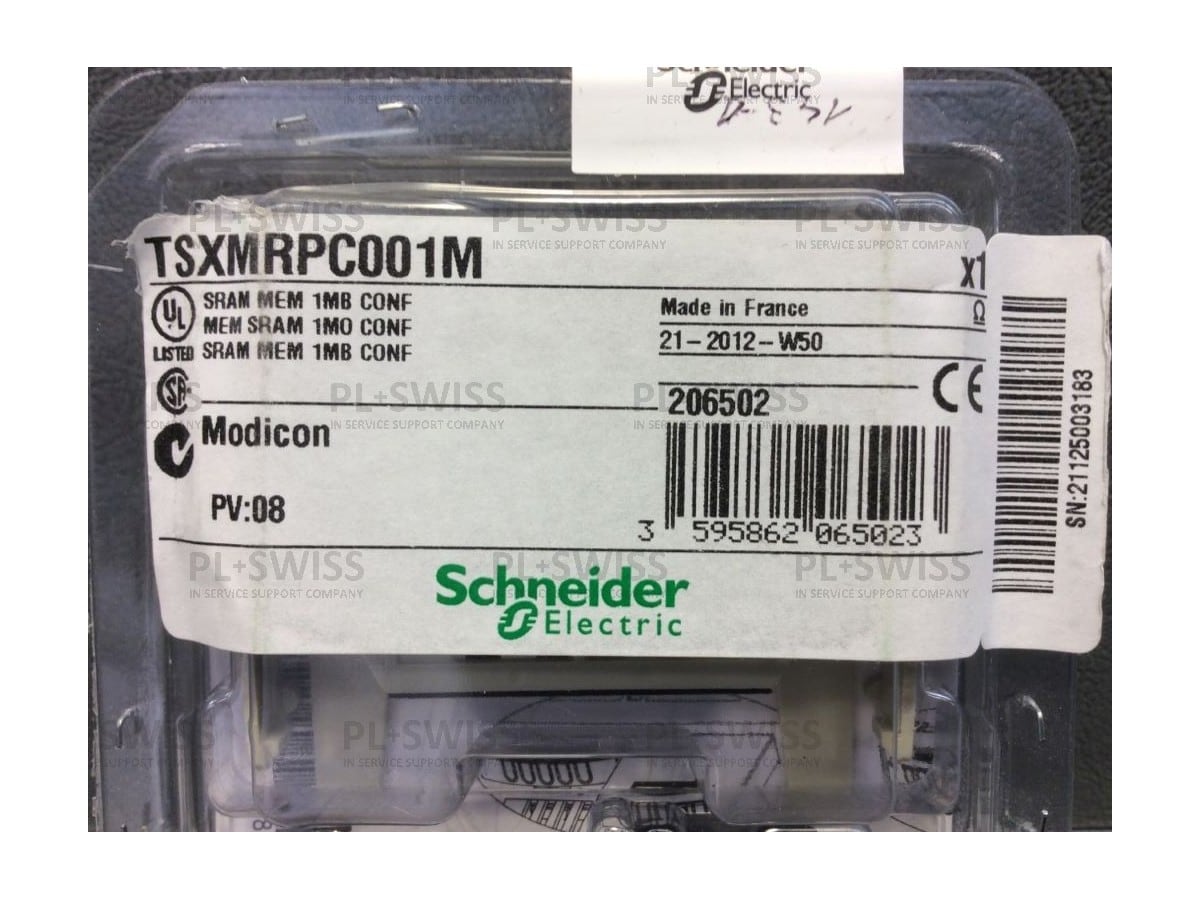 Schneider
Electric
TSXMRPC001M
x1
SRAM MEM 1MB CONF
MEM SRAM 1MO CONF
SRAM MEM 1MB CONF
UL
LISTED
Made in France
Ω
21-2012-W50
CE
SA
206502
Modicon
PV:08
3 595862 065023
SN:21125003183
Schneider
Electric
PL+SWISS
IN SERVICE SUPPORT COMPANY